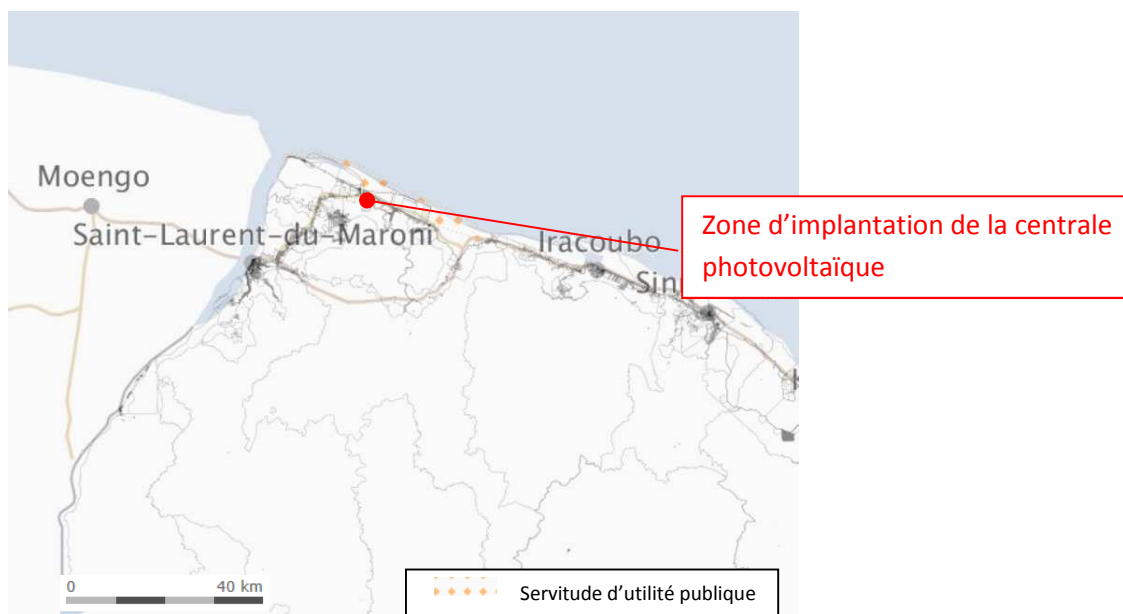 Moengo
Saint-Laurent-du-Maroni
Iracoubo
Zone d'implantation de la centrale
photovoltaïque
0 40 km
Servitude d'utilité publique